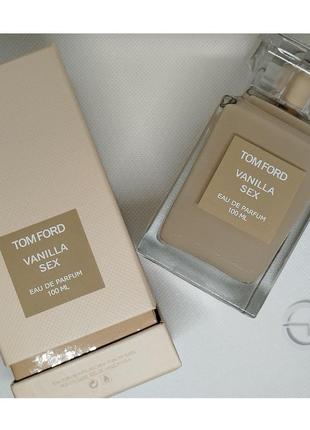 TOM FORD
VANILLA
SEX
EAU DE PARFUM
100 ML
TOM FORD
VANILLA
SEX
EAU DE PARFUM
100 ML